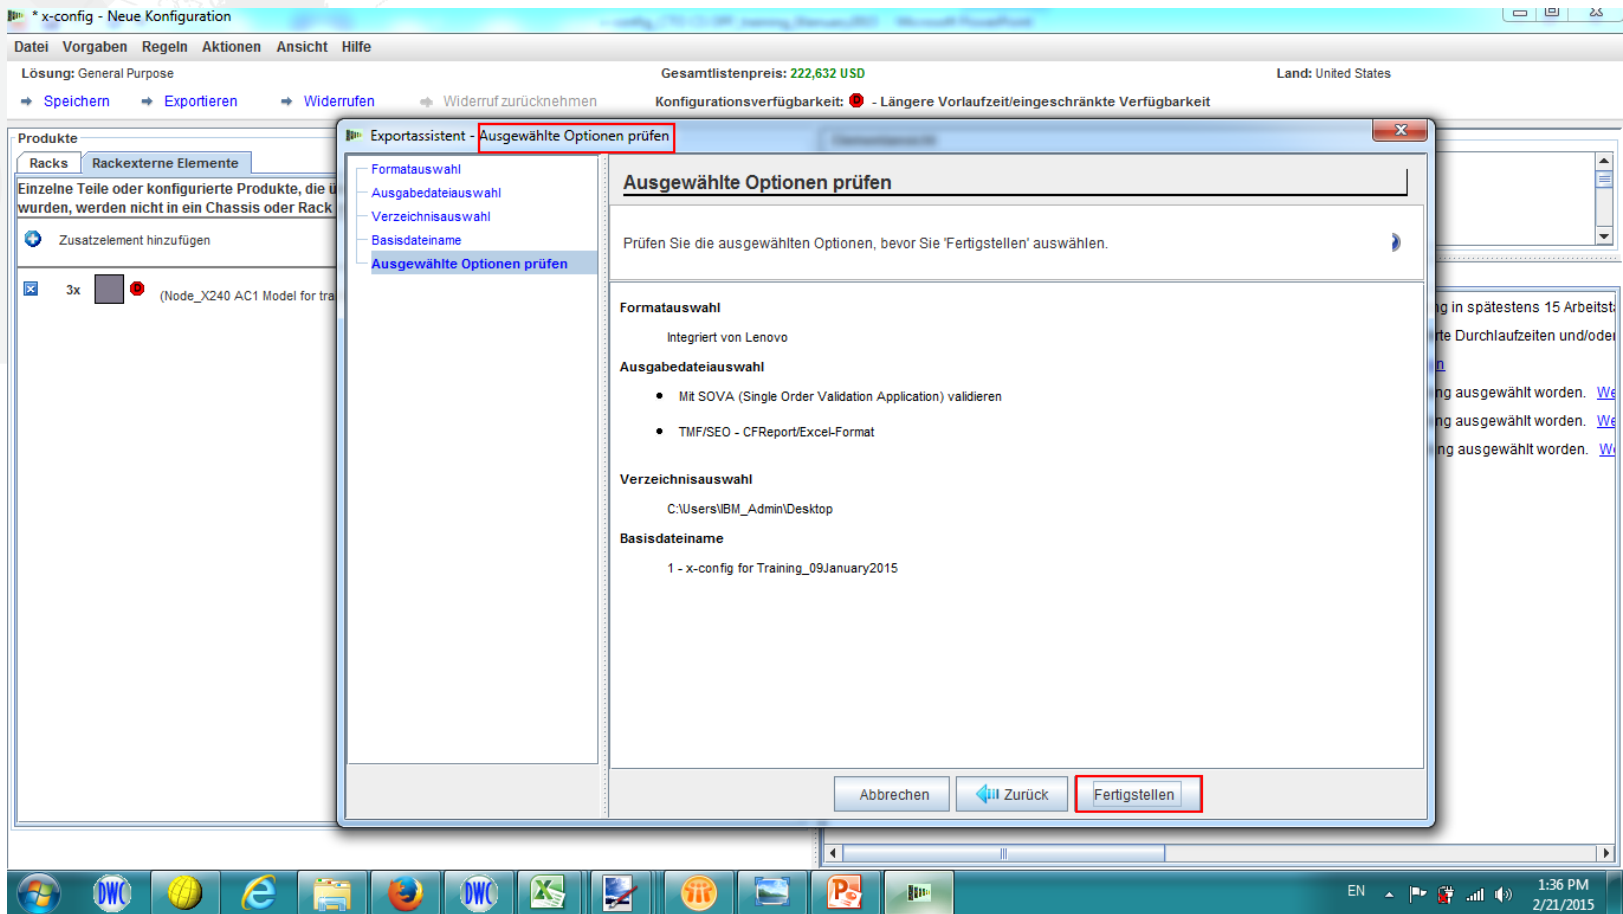 * x-config - Neue Konfiguration
Datei Vorgaben Regeln Aktionen Ansicht Hilfe
Lösung: General Purpose
Gesamtlistenpreis: 222,632 USD
Land: United States
Speichern Exportieren Widerrufen Widerruf zurücknehmen
Konfigurationsverfügbarkeit: D - Längere Vorlaufzeit/eingeschränkte Verfügbarkeit
Produkte
Racks Rackexterne Elemente
Einzelne Teile oder konfigurierte Produkte, die ü
wurden, werden nicht in ein Chassis oder Rack
Zusatzelement hinzufügen
3x D (Node_X240 AC1 Model for tra
Exportassistent - Ausgewählte Optionen prüfen
Formatauswahl
Ausgabedateiauswahl
Verzeichnisauswahl
Basisdateiname
Ausgewählte Optionen prüfen
Ausgewählte Optionen prüfen
Prüfen Sie die ausgewählten Optionen, bevor Sie 'Fertigstellen' auswählen.
Formatauswahl
Integriert von Lenovo
Ausgabedateiauswahl
• Mit SOVA (Single Order Validation Application) validieren
• TMF/SEO - CFReport/Excel-Format
Verzeichnisauswahl
C:\Users\IBM_Admin\Desktop
Basisdateiname
1 - x-config for Training_09January2015
Abbrechen Zurück Fertigstellen
ng in spätestens 15 Arbeitst
rte Durchlaufzeiten und/oder
n
ng ausgewählt worden. We
ng ausgewählt worden. We
ng ausgewählt worden. We
DWC DWC
EN
1:36 PM
2/21/2015